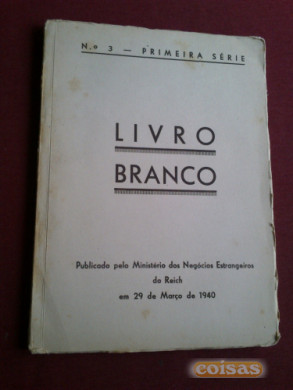 N.º 3 — PRIMEIRA SÉRIE
LIVRO
BRANCO
Publicado pelo Ministério dos Negócios Estrangeiros
do Reich
em 29 de Março de 1940
coisas